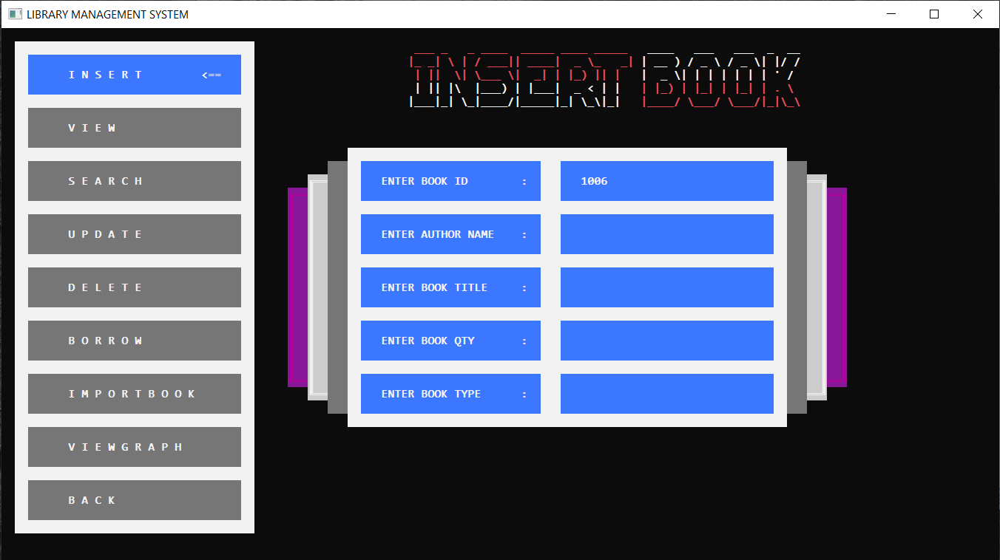 LIBRARY MANAGEMENT SYSTEM
INSERT BOOK
I N S E R T <==
V I E W
S E A R C H
U P D A T E
D E L E T E
B O R R O W
I M P O R T B O O K
V I E W G R A P H
B A C K
ENTER BOOK ID : 1006
ENTER AUTHOR NAME :
ENTER BOOK TITLE :
ENTER BOOK QTY :
ENTER BOOK TYPE :